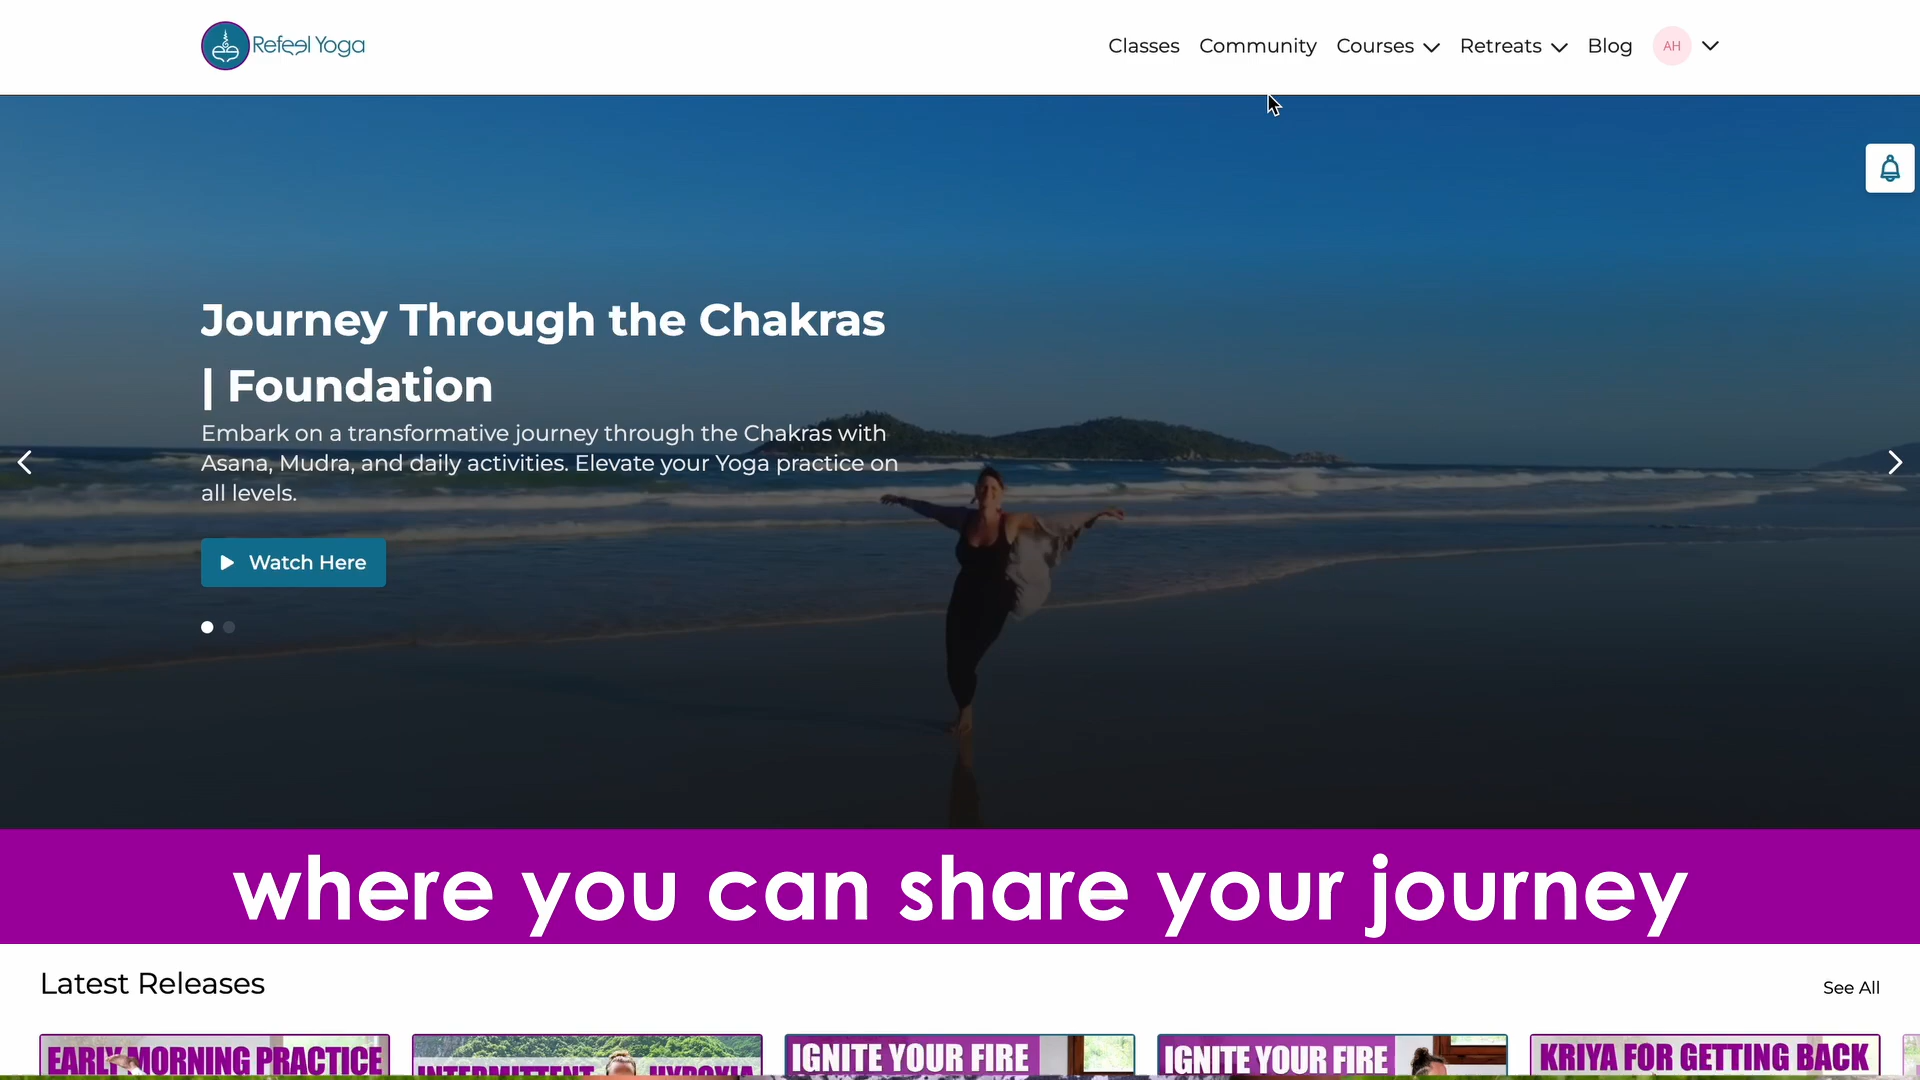 Refeel Yoga
Classes Community Courses Retreats Blog AH
Journey Through the Chakras
| Foundation
Embark on a transformative journey through the Chakras with
Asana, Mudra, and daily activities. Elevate your Yoga practice on
all levels.
Watch Here
where you can share your journey
Latest Releases
See All
EARLY MORNING PRACTICE
INTERMITTENT HYPOXIA
IGNITE YOUR FIRE
IGNITE YOUR FIRE
KRIYA FOR GETTING BACK